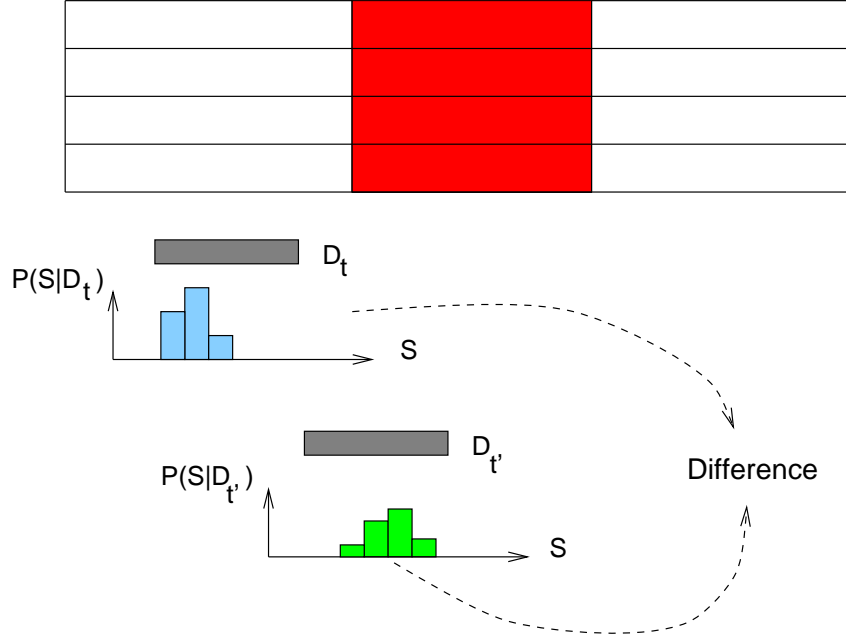 D_t
P(S|D_t)
S
D_t'
P(S|D_t')
Difference
S